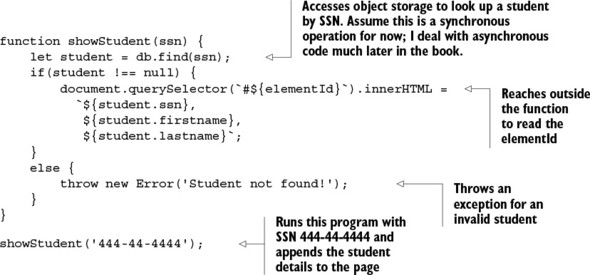 Accesses object storage to look up a student
by SSN. Assume this is a synchronous
operation for now; I deal with asynchronous
code much later in the book.
function showStudent(ssn) {
let student = db.find(ssn);
if(student !== null) {
document.querySelector(`#${elementId}`).innerHTML =
`${student.ssn},
${student.firstname},
${student.lastname}`;
}
else {
throw new Error('Student not found!');
}
}
Reaches outside
the function
to read the
elementId
Throws an
exception for an
invalid student
showStudent('444-44-4444');
Runs this program with
SSN 444-44-4444 and
appends the student
details to the page